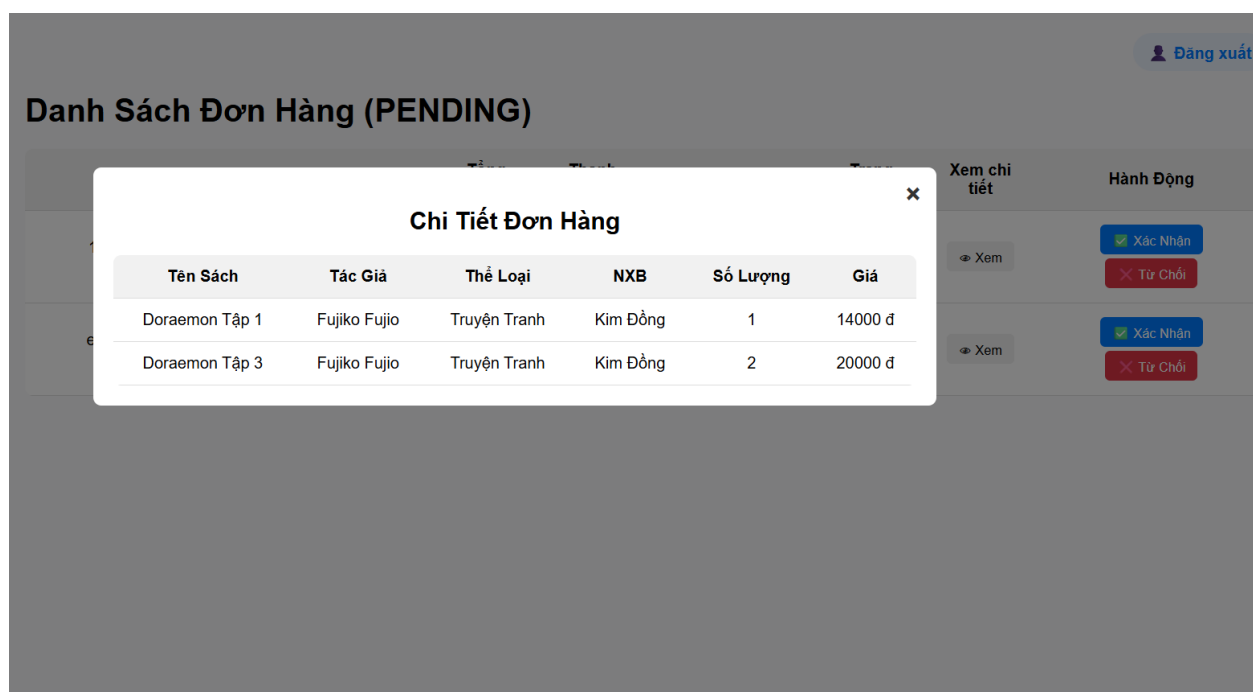 Đăng xuất
Danh Sách Đơn Hàng (PENDING)
Xem chi tiết
Hành Động
Chi Tiết Đơn Hàng
Tên Sách Tác Giả Thể Loại NXB Số Lượng Giá
Doraemon Tập 1 Fujiko Fujio Truyện Tranh Kim Đồng 1 14000 đ
Doraemon Tập 3 Fujiko Fujio Truyện Tranh Kim Đồng 2 20000 đ
Xem
Xác Nhận
Từ Chối
Xem
Xác Nhận
Từ Chối